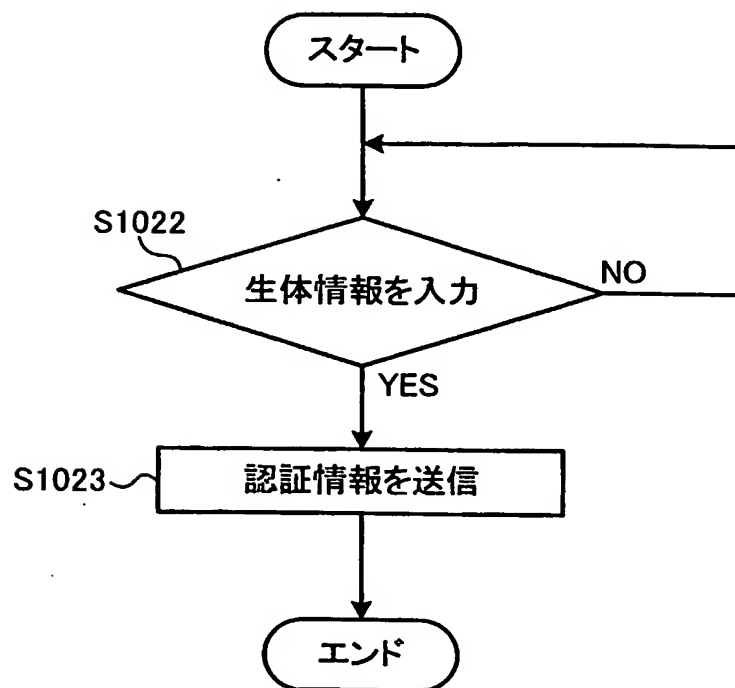 スタート
S1022
生体情報を入力
NO
YES
S1023
認証情報を送信
エンド